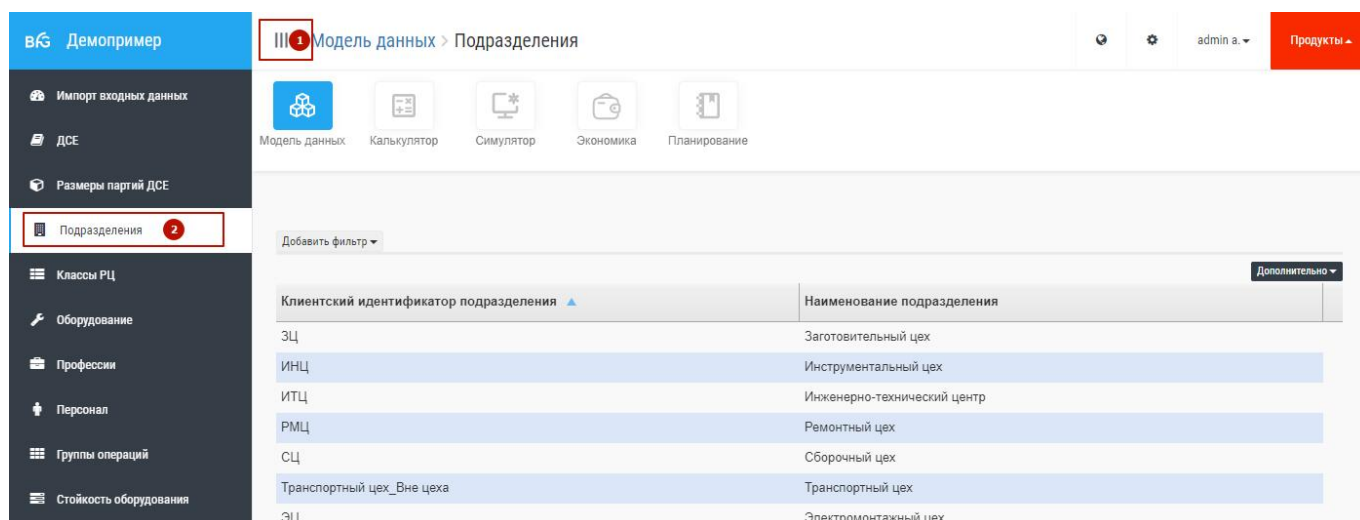 BFG Демопример
1 Модель данных > Подразделения
admin a.
Продукты
Импорт входных данных
ДСЕ
Размеры партий ДСЕ
Подразделения 2
Классы РЦ
Оборудование
Профессии
Персонал
Группы операций
Стойкость оборудования
Модель данных Калькулятор Симулятор Экономика Планирование
Добавить фильтр
Дополнительно
Клиентский идентификатор подразделения Наименование подразделения
ЗЦ Заготовительный цех
ИНЦ Инструментальный цех
ИТЦ Инженерно-технический центр
РМЦ Ремонтный цех
СЦ Сборочный цех
Транспортный цех_Вне цеха Транспортный цех
ЭЦ Электромонтажный цех